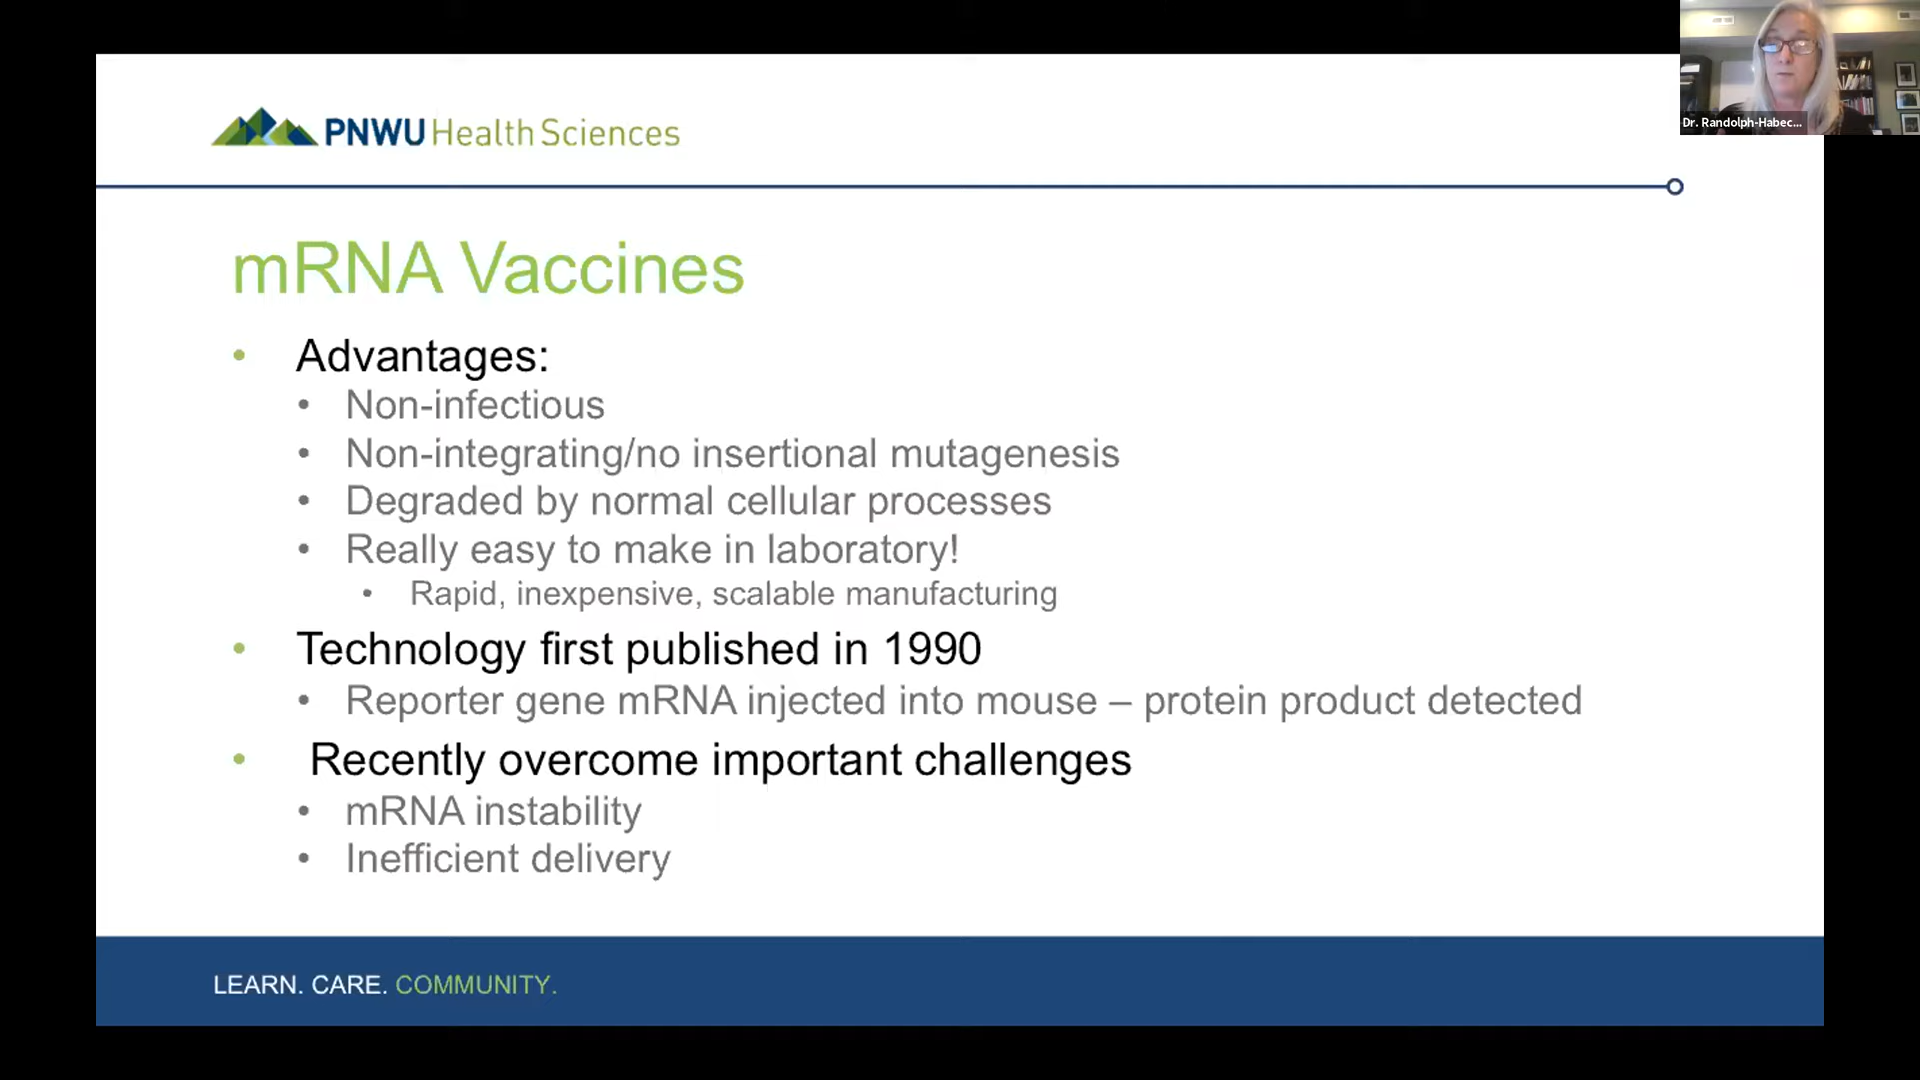 PNWU Health Sciences
Dr. Randolph-Habec...
mRNA Vaccines
• Advantages:
• Non-infectious
• Non-integrating/no insertional mutagenesis
• Degraded by normal cellular processes
• Really easy to make in laboratory!
• Rapid, inexpensive, scalable manufacturing
• Technology first published in 1990
• Reporter gene mRNA injected into mouse – protein product detected
• Recently overcome important challenges
• mRNA instability
• Inefficient delivery
LEARN. CARE. COMMUNITY.